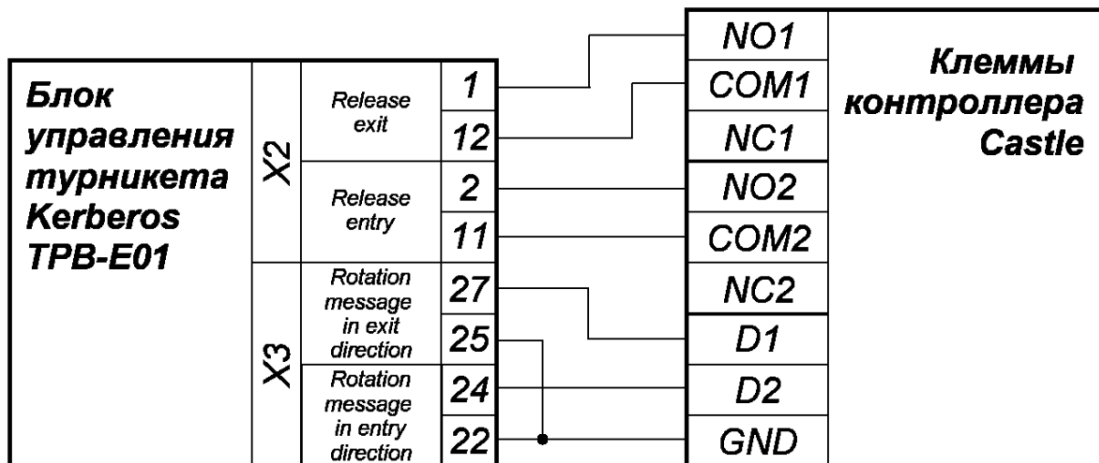 Блок
управления
турникета
Kerberos
TPB-E01
X2
Release
exit
1
12
Release
entry
2
11
X3
Rotation
message
in exit
direction
27
25
Rotation
message
in entry
direction
24
22
NO1
COM1
NC1
NO2
COM2
NC2
D1
D2
GND
Клеммы
контроллера
Castle